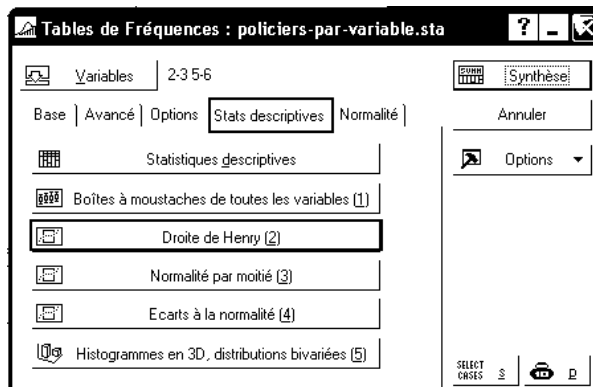 Tables de Fréquences : policiers-par-variable.sta ? _ X
Variables 2-3 5-6
Synthèse
Base Avancé Options Stats descriptives Normalité
Annuler
Statistiques descriptives
Options
Boîtes à moustaches de toutes les variables (1)
Droite de Henry (2)
Normalité par moitié (3)
Ecarts à la normalité (4)
Histogrammes en 3D, distributions bivariées (5)
SELECT CASES S D